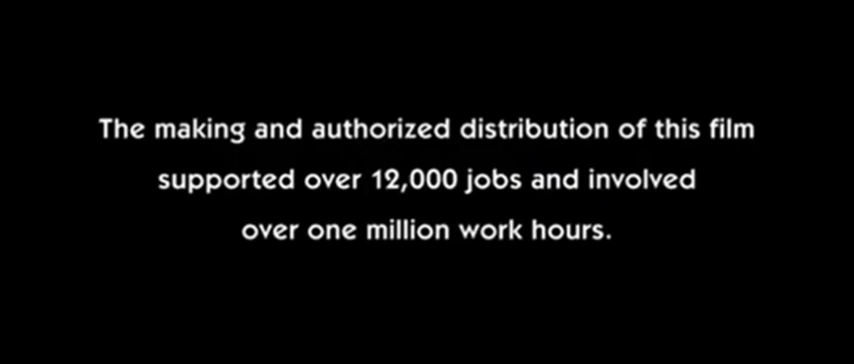 The making and authorized distribution of this film
supported over 12,000 jobs and involved
over one million work hours.